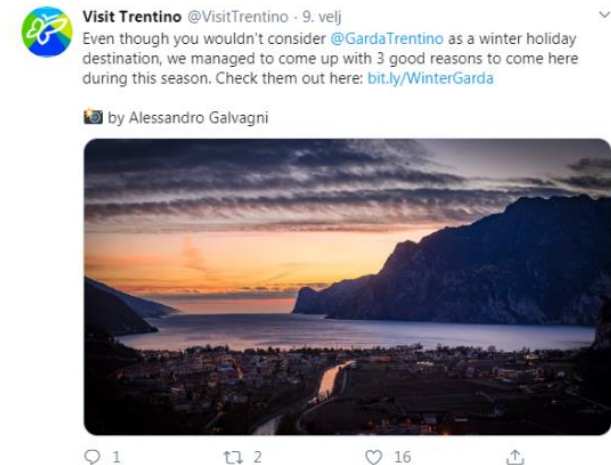 Visit Trentino @VisitTrentino · 9. velj
Even though you wouldn't consider @GardaTrentino as a winter holiday
destination, we managed to come up with 3 good reasons to come here
during this season. Check them out here: bit.ly/WinterGarda
📸 by Alessandro Galvagni
1 2 16